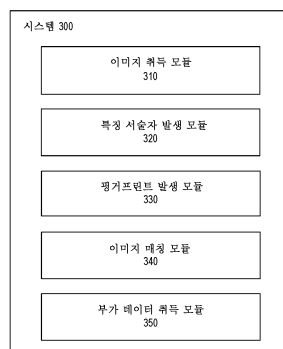 시스템 300
이미지 취득 모듈
310
특징 서술자 발생 모듈
320
핑거프린트 발생 모듈
330
이미지 매칭 모듈
340
부가 데이터 취득 모듈
350